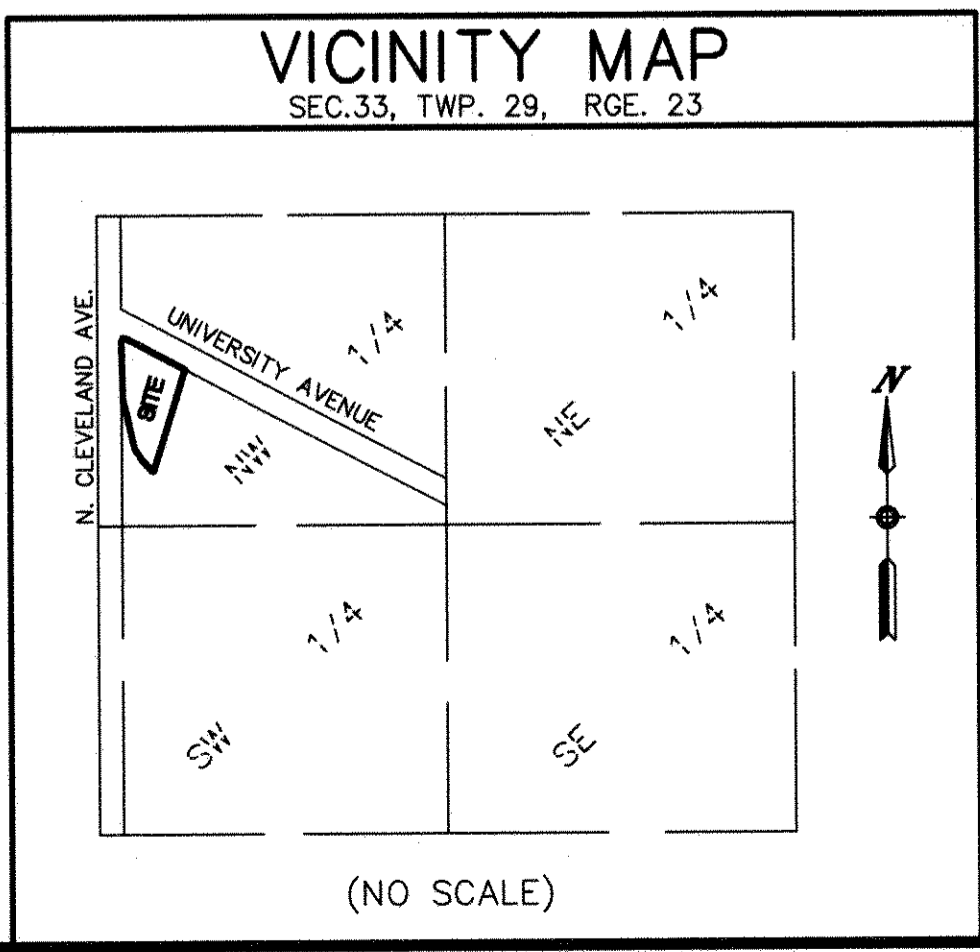 VICINITY MAP
SEC.33, TWP. 29, RGE. 23
N. CLEVELAND AVE.
UNIVERSITY AVENUE
SITE
NW 1/4
NE 1/4
N
SW 1/4
SE 1/4
(NO SCALE)